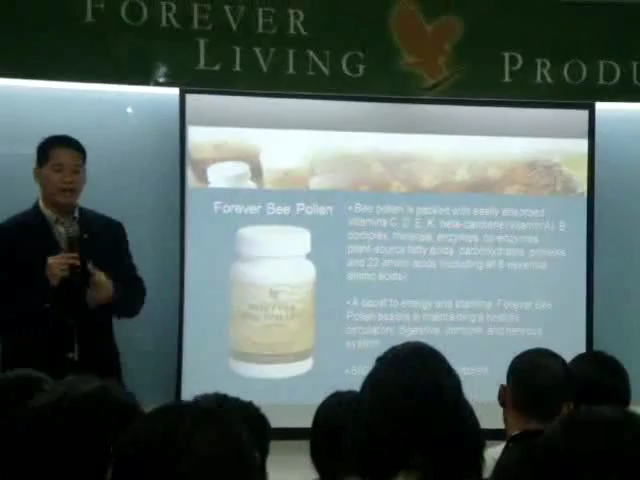 FOREVER
LIVING
PRODU
Forever Bee Pollen
• Bee pollen is packed with easily absorbed
vitamins C, D, E, K, beta-carotene (vitamin A), B
complex, minerals, enzymes, co-enzymes,
plant-source fatty acids, carbohydrates, proteins
and 22 amino acids (including all 8 essential
amino acids)
• A boost to energy and stamina, Forever Bee
Pollen assists in maintaining a healthy
circulatory, digestive, immune and nervous
system